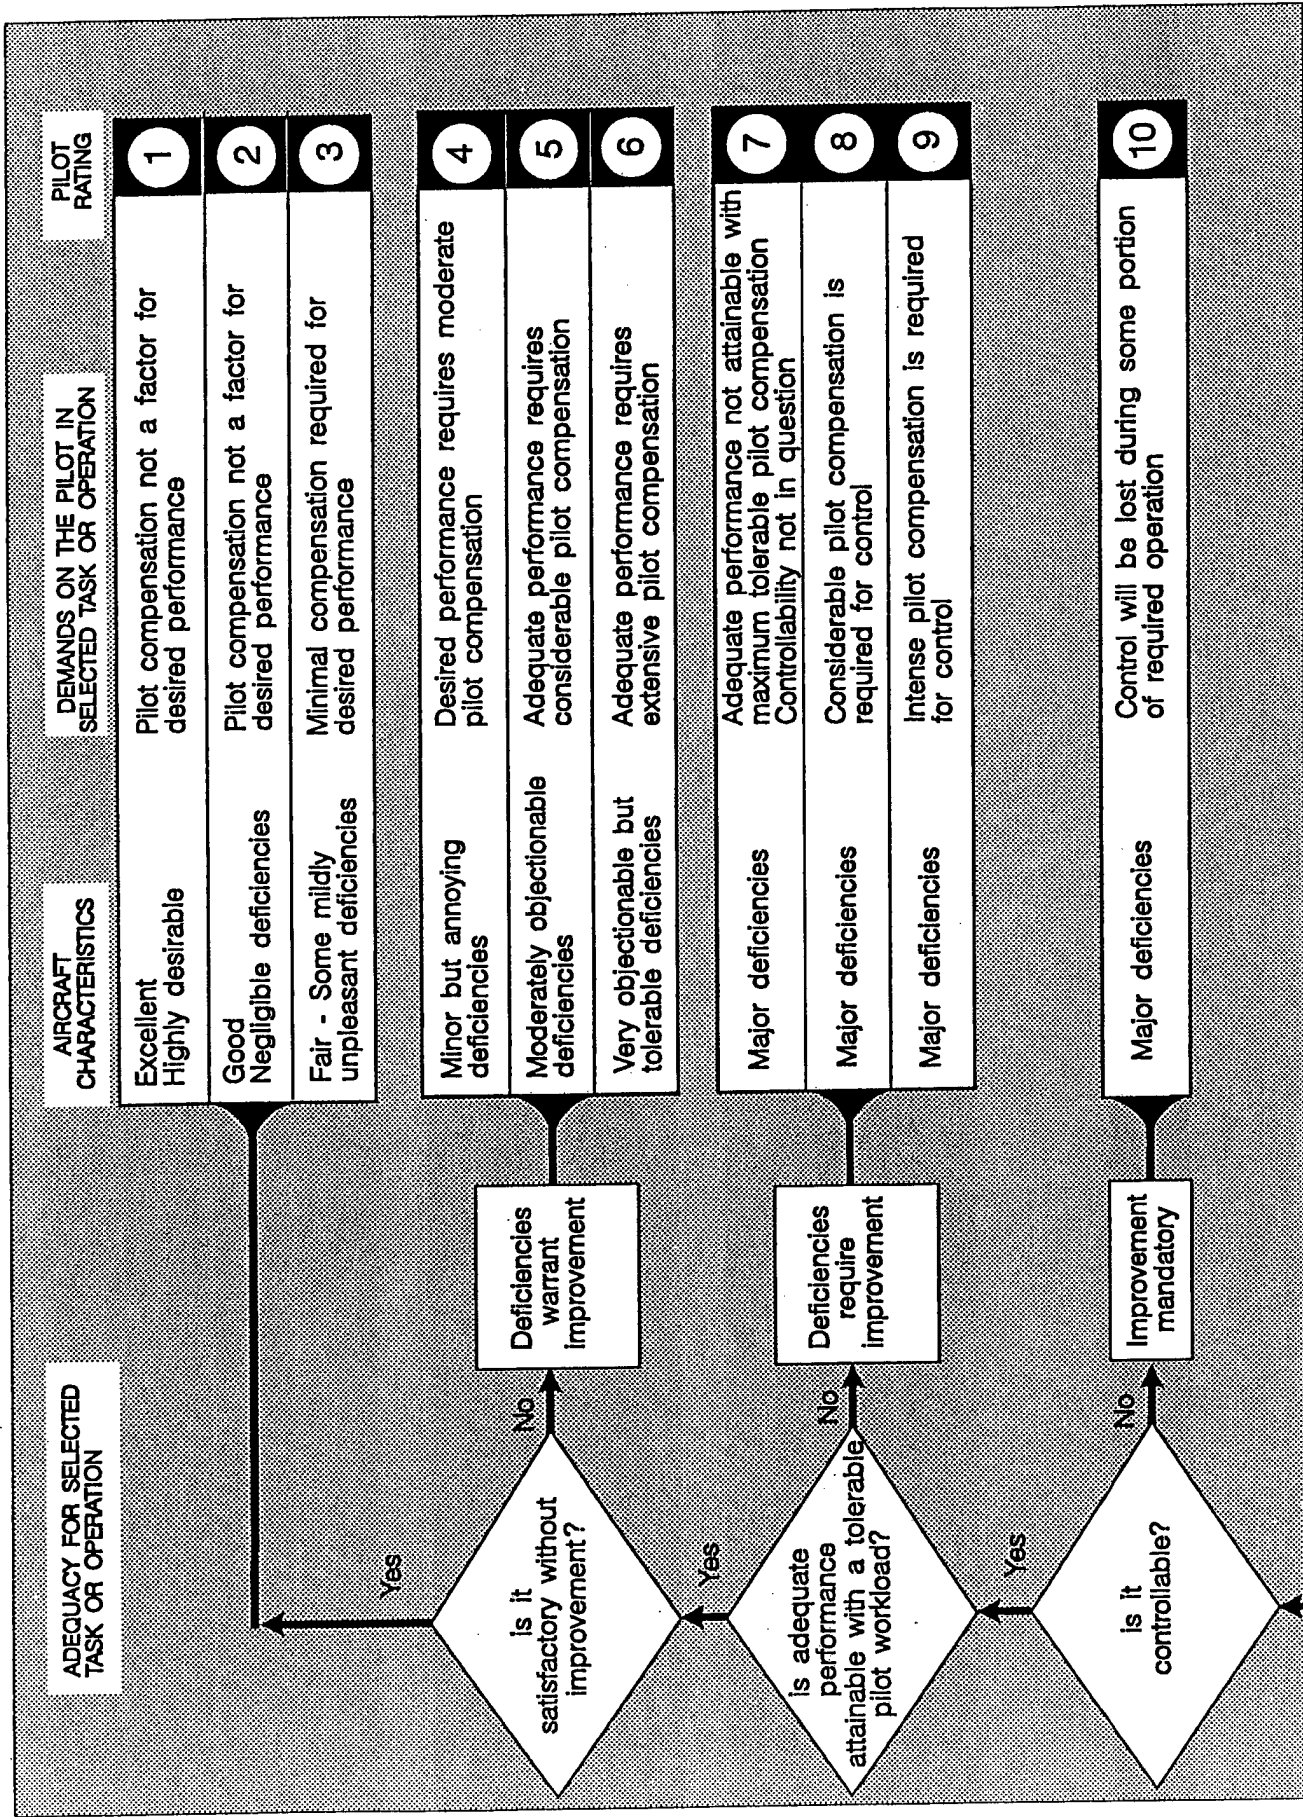 ADEQUACY FOR SELECTED
TASK OR OPERATION
AIRCRAFT
CHARACTERISTICS
DEMANDS ON THE PILOT IN
SELECTED TASK OR OPERATION
PILOT
RATING
Excellent
Highly desirable
Pilot compensation not a factor for
desired performance
1
Good
Negligible deficiencies
Pilot compensation not a factor for
desired performance
2
Fair - Some mildly
unpleasant deficiencies
Minimal compensation required for
desired performance
3
Yes
Is it
satisfactory without
improvement?
No
Deficiencies
warrant
improvement
Minor but annoying
deficiencies
Desired performance requires moderate
pilot compensation
4
Moderately objectionable
deficiencies
Adequate performance requires
considerable pilot compensation
5
Very objectionable but
tolerable deficiencies
Adequate performance requires
extensive pilot compensation
6
Yes
Is adequate
performance
attainable with a tolerable
pilot workload?
No
Deficiencies
require
improvement
Major deficiencies
Adequate performance not attainable with
maximum tolerable pilot compensation
Controllability not in question
7
Major deficiencies
Considerable pilot compensation is
required for control
8
Major deficiencies
Intense pilot compensation is required
for control
9
Yes
Is it
controllable?
No
Improvement
mandatory
Major deficiencies
Control will be lost during some portion
of required operation
10